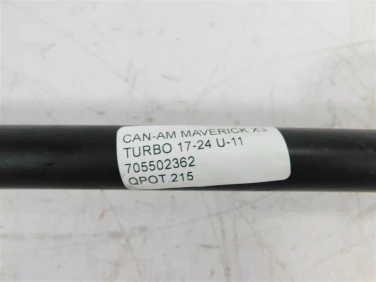 CAN-AM MAVERICK X3
TURBO 17-24 U-11
705502362
QPOT.215